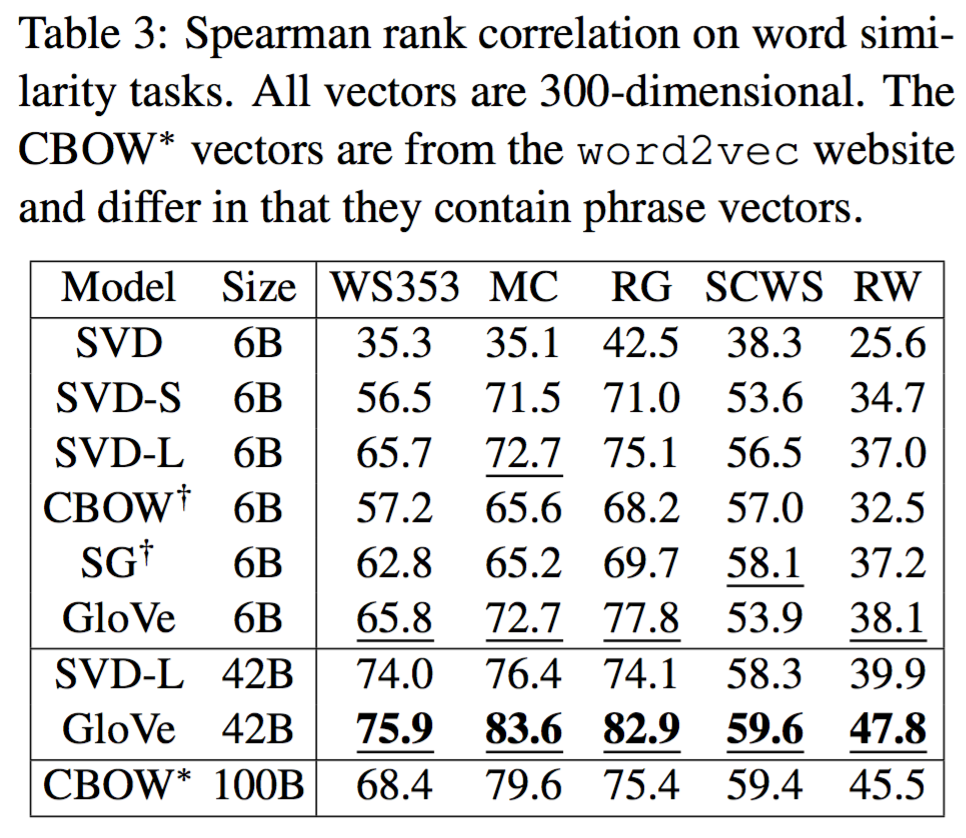 Table 3: Spearman rank correlation on word simi-
larity tasks. All vectors are 300-dimensional. The
CBOW* vectors are from the word2vec website
and differ in that they contain phrase vectors.
Model Size WS353 MC RG SCWS RW
SVD 6B 35.3 35.1 42.5 38.3 25.6
SVD-S 6B 56.5 71.5 71.0 53.6 34.7
SVD-L 6B 65.7 72.7 75.1 56.5 37.0
CBOW† 6B 57.2 65.6 68.2 57.0 32.5
SG† 6B 62.8 65.2 69.7 58.1 37.2
GloVe 6B 65.8 72.7 77.8 53.9 38.1
SVD-L 42B 74.0 76.4 74.1 58.3 39.9
GloVe 42B 75.9 83.6 82.9 59.6 47.8
CBOW* 100B 68.4 79.6 75.4 59.4 45.5